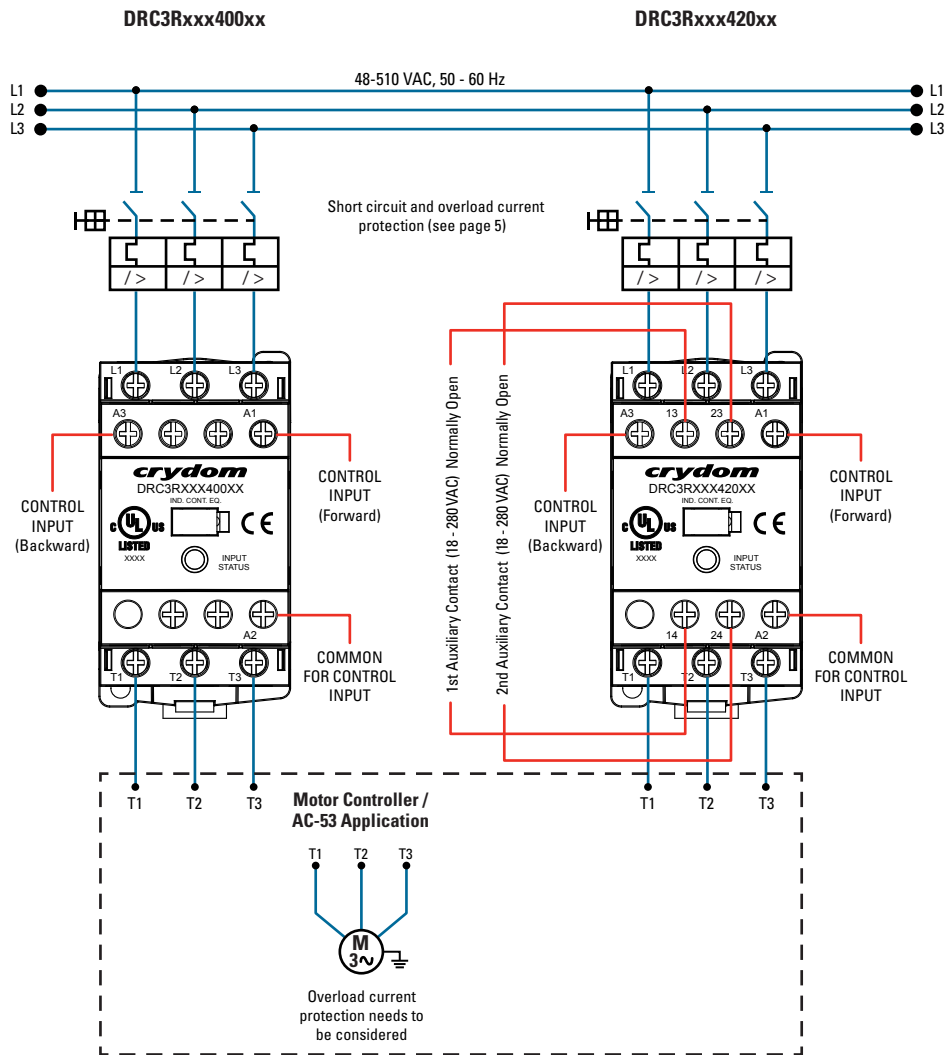 DRC3Rxxx400xx
DRC3Rxxx420xx
48-510 VAC, 50 - 60 Hz
L1
L2
L3
L1
L2
L3
Short circuit and overload current
protection (see page 5)
/ >
/ >
/ >
/ >
/ >
/ >
L1
L2
L3
A3
A1
crydom
DRC3RXXX400XX
IND. CONT. EQ.
C
UL
US
LISTED
XXXX
CE
INPUT
STATUS
A2
T1
T2
T3
CONTROL
INPUT
(Backward)
CONTROL
INPUT
(Forward)
COMMON
FOR CONTROL
INPUT
1st Auxiliary Contact (18 - 280 VAC) Normally Open
2nd Auxiliary Contact (18 - 280 VAC) Normally Open
L1
L2
L3
A3
13
23
A1
crydom
DRC3RXXX420XX
IND. CONT. EQ.
C
UL
US
LISTED
XXXX
CE
INPUT
STATUS
14
24
A2
T1
T2
T3
CONTROL
INPUT
(Backward)
CONTROL
INPUT
(Forward)
COMMON
FOR CONTROL
INPUT
T1
T2
T3
T1
T2
T3
Motor Controller /
AC-53 Application
T1
T2
T3
M
3∿
Overload current
protection needs to
be considered